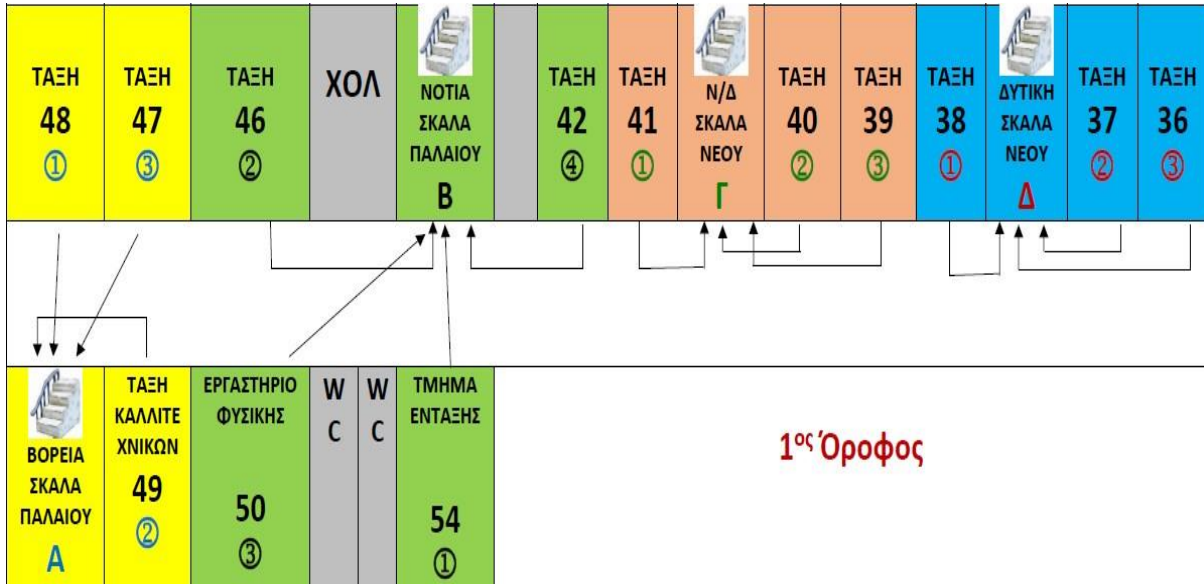 ΤΑΞΗ
48
①
ΤΑΞΗ
47
③
ΤΑΞΗ
46
②
ΧΟΛ
ΝΟΤΙΑ
ΣΚΑΛΑ
ΠΑΛΑΙΟΥ
Β
ΤΑΞΗ
42
④
ΤΑΞΗ
41
①
Ν/Δ
ΣΚΑΛΑ
ΝΕΟΥ
Γ
ΤΑΞΗ
40
②
ΤΑΞΗ
39
③
ΤΑΞΗ
38
①
ΔΥΤΙΚΗ
ΣΚΑΛΑ
ΝΕΟΥ
Δ
ΤΑΞΗ
37
②
ΤΑΞΗ
36
③
ΒΟΡΕΙΑ
ΣΚΑΛΑ
ΠΑΛΑΙΟΥ
Α
ΤΑΞΗ
ΚΑΛΛΙΤΕ
ΧΝΙΚΩΝ
49
②
ΕΡΓΑΣΤΗΡΙΟ
ΦΥΣΙΚΗΣ
50
③
W
C
W
C
ΤΜΗΜΑ
ΕΝΤΑΞΗΣ
54
①
1ος Όροφος